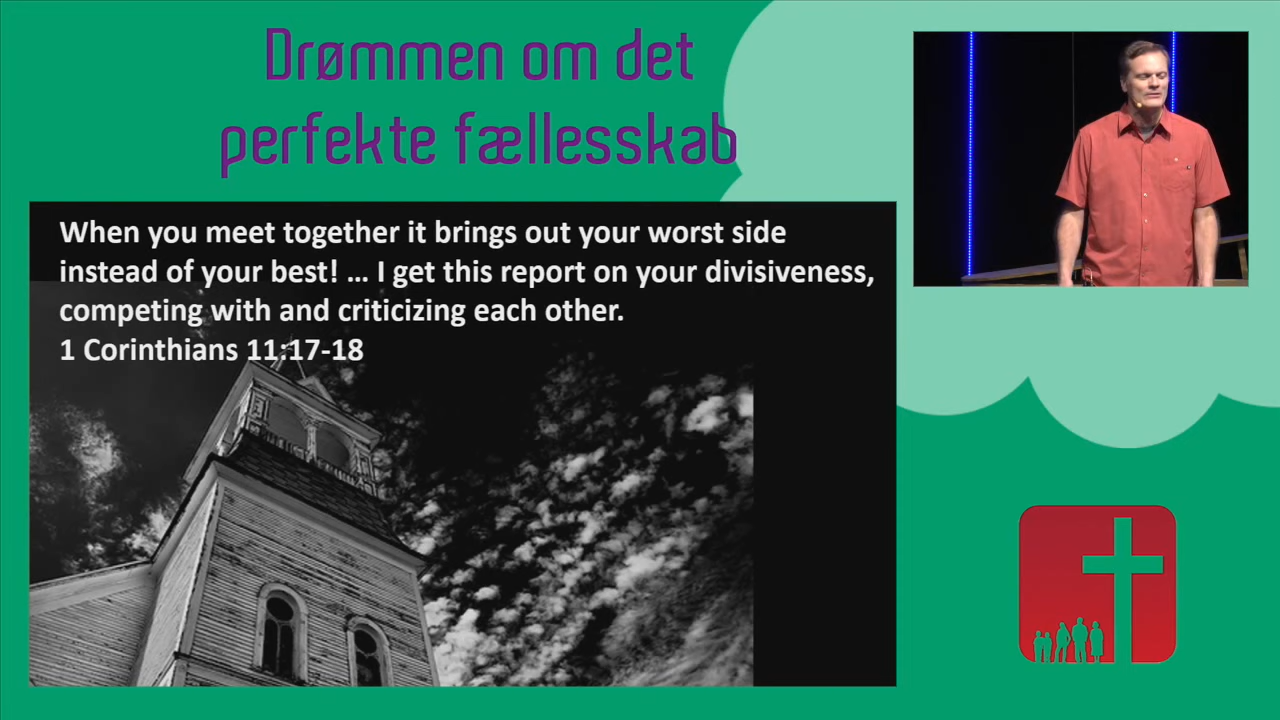 Drømmen om det
perfekte fællesskab
When you meet together it brings out your worst side
instead of your best! ... I get this report on your divisiveness,
competing with and criticizing each other.
1 Corinthians 11:17-18